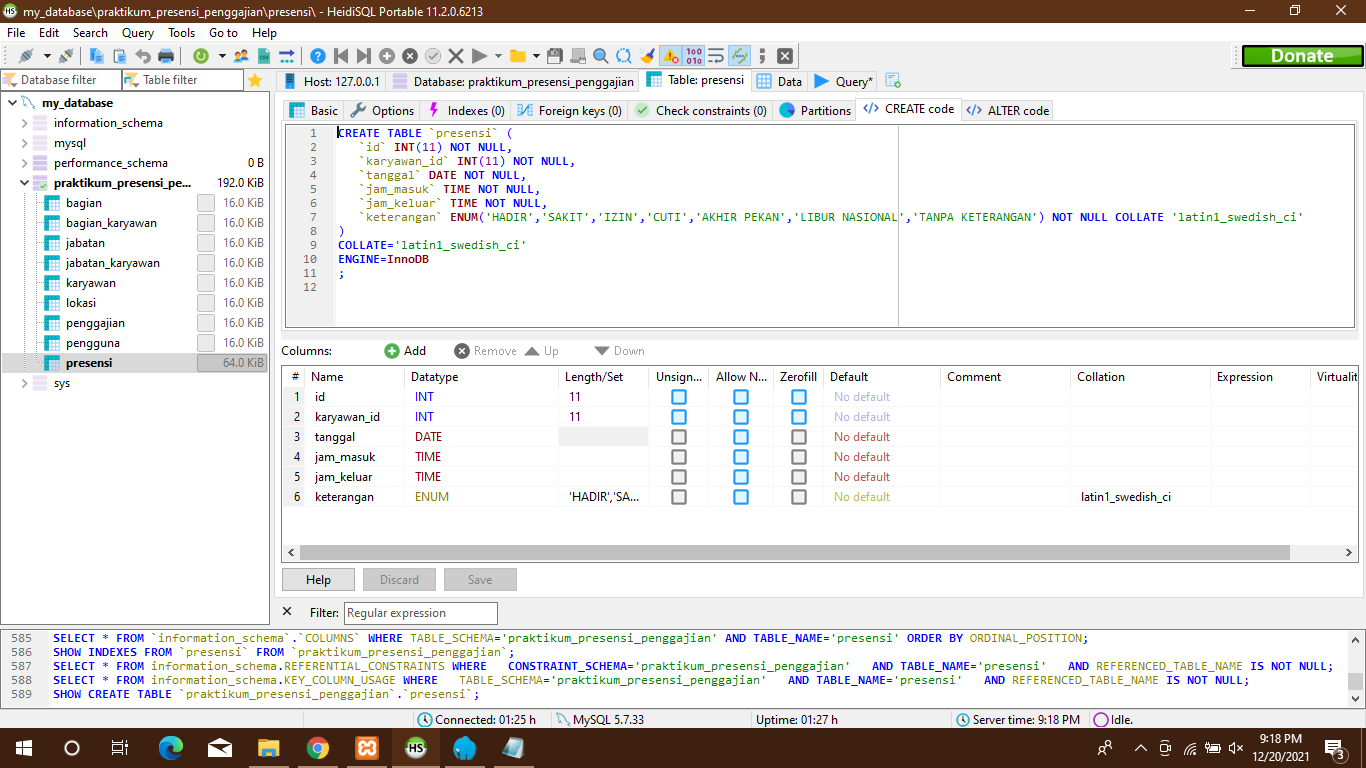 my_database\praktikum_presensi_penggajian\presensi\ - HeidiSQL Portable 11.2.0.6213
File Edit Search Query Tools Go to Help
Donate
Database filter Table filter
Host: 127.0.0.1 Database: praktikum_presensi_penggajian Table: presensi Data Query*
my_database
information_schema
mysql
performance_schema 0 B
praktikum_presensi_pe... 192.0 KiB
bagian 16.0 KiB
bagian_karyawan 16.0 KiB
jabatan 16.0 KiB
jabatan_karyawan 16.0 KiB
karyawan 16.0 KiB
lokasi 16.0 KiB
penggajian 16.0 KiB
pengguna 16.0 KiB
presensi 64.0 KiB
sys
Basic Options Indexes (0) Foreign keys (0) Check constraints (0) Partitions CREATE code ALTER code
1 CREATE TABLE `presensi` (
2 `id` INT(11) NOT NULL,
3 `karyawan_id` INT(11) NOT NULL,
4 `tanggal` DATE NOT NULL,
5 `jam_masuk` TIME NOT NULL,
6 `jam_keluar` TIME NOT NULL,
7 `keterangan` ENUM('HADIR','SAKIT','IZIN','CUTI','AKHIR PEKAN','LIBUR NASIONAL','TANPA KETERANGAN') NOT NULL COLLATE 'latin1_swedish_ci'
8 )
9 COLLATE='latin1_swedish_ci'
10 ENGINE=InnoDB
11 ;
12
Columns: Add Remove Up Down
# Name Datatype Length/Set Unsign... Allow N... Zerofill Default Comment Collation Expression Virtualit
1 id INT 11 No default
2 karyawan_id INT 11 No default
3 tanggal DATE No default
4 jam_masuk TIME No default
5 jam_keluar TIME No default
6 keterangan ENUM 'HADIR','SA... No default latin1_swedish_ci
Help Discard Save
Filter: Regular expression
585 SELECT * FROM `information_schema`.`COLUMNS` WHERE TABLE_SCHEMA='praktikum_presensi_penggajian' AND TABLE_NAME='presensi' ORDER BY ORDINAL_POSITION;
586 SHOW INDEXES FROM `presensi` FROM `praktikum_presensi_penggajian`;
587 SELECT * FROM information_schema.REFERENTIAL_CONSTRAINTS WHERE CONSTRAINT_SCHEMA='praktikum_presensi_penggajian' AND TABLE_NAME='presensi' AND REFERENCED_TABLE_NAME IS NOT NULL;
588 SELECT * FROM information_schema.KEY_COLUMN_USAGE WHERE TABLE_SCHEMA='praktikum_presensi_penggajian' AND TABLE_NAME='presensi' AND REFERENCED_TABLE_NAME IS NOT NULL;
589 SHOW CREATE TABLE `praktikum_presensi_penggajian`.`presensi`;
Connected: 01:25 h MySQL 5.7.33 Uptime: 01:27 h Server time: 9:18 PM Idle.
9:18 PM
12/20/2021
3